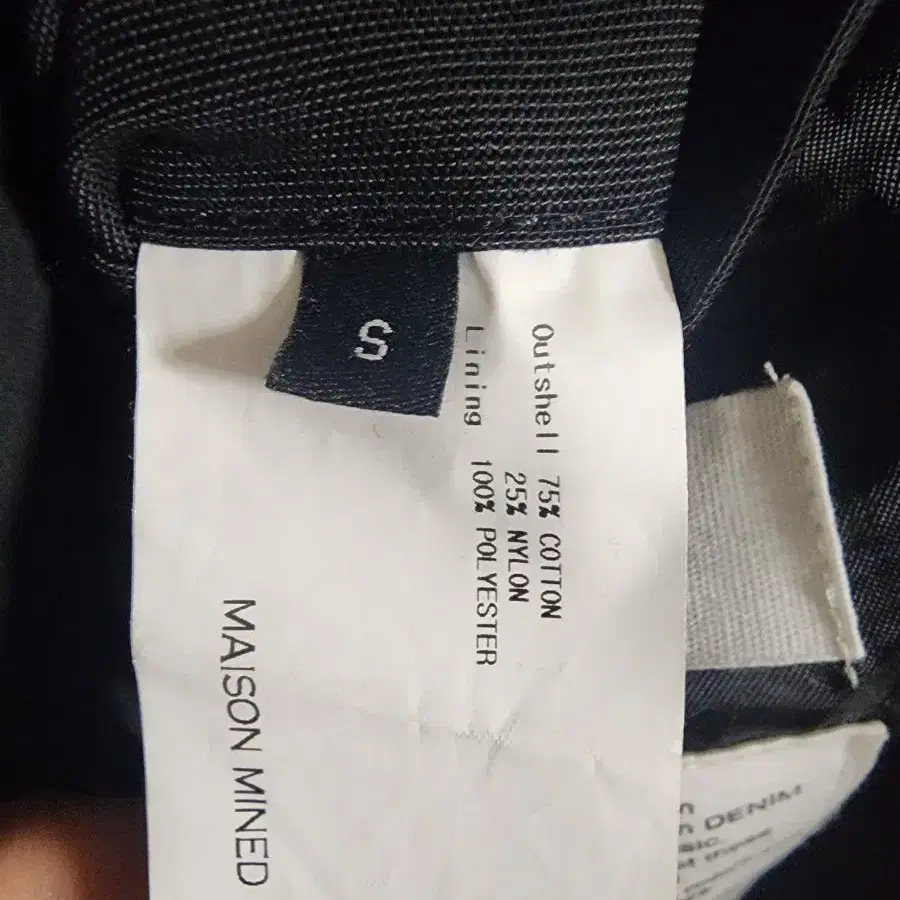 S
Outshell 75% COTTON
25% NYLON
Lining 100% POLYESTER
MAISON MINED
DENIM